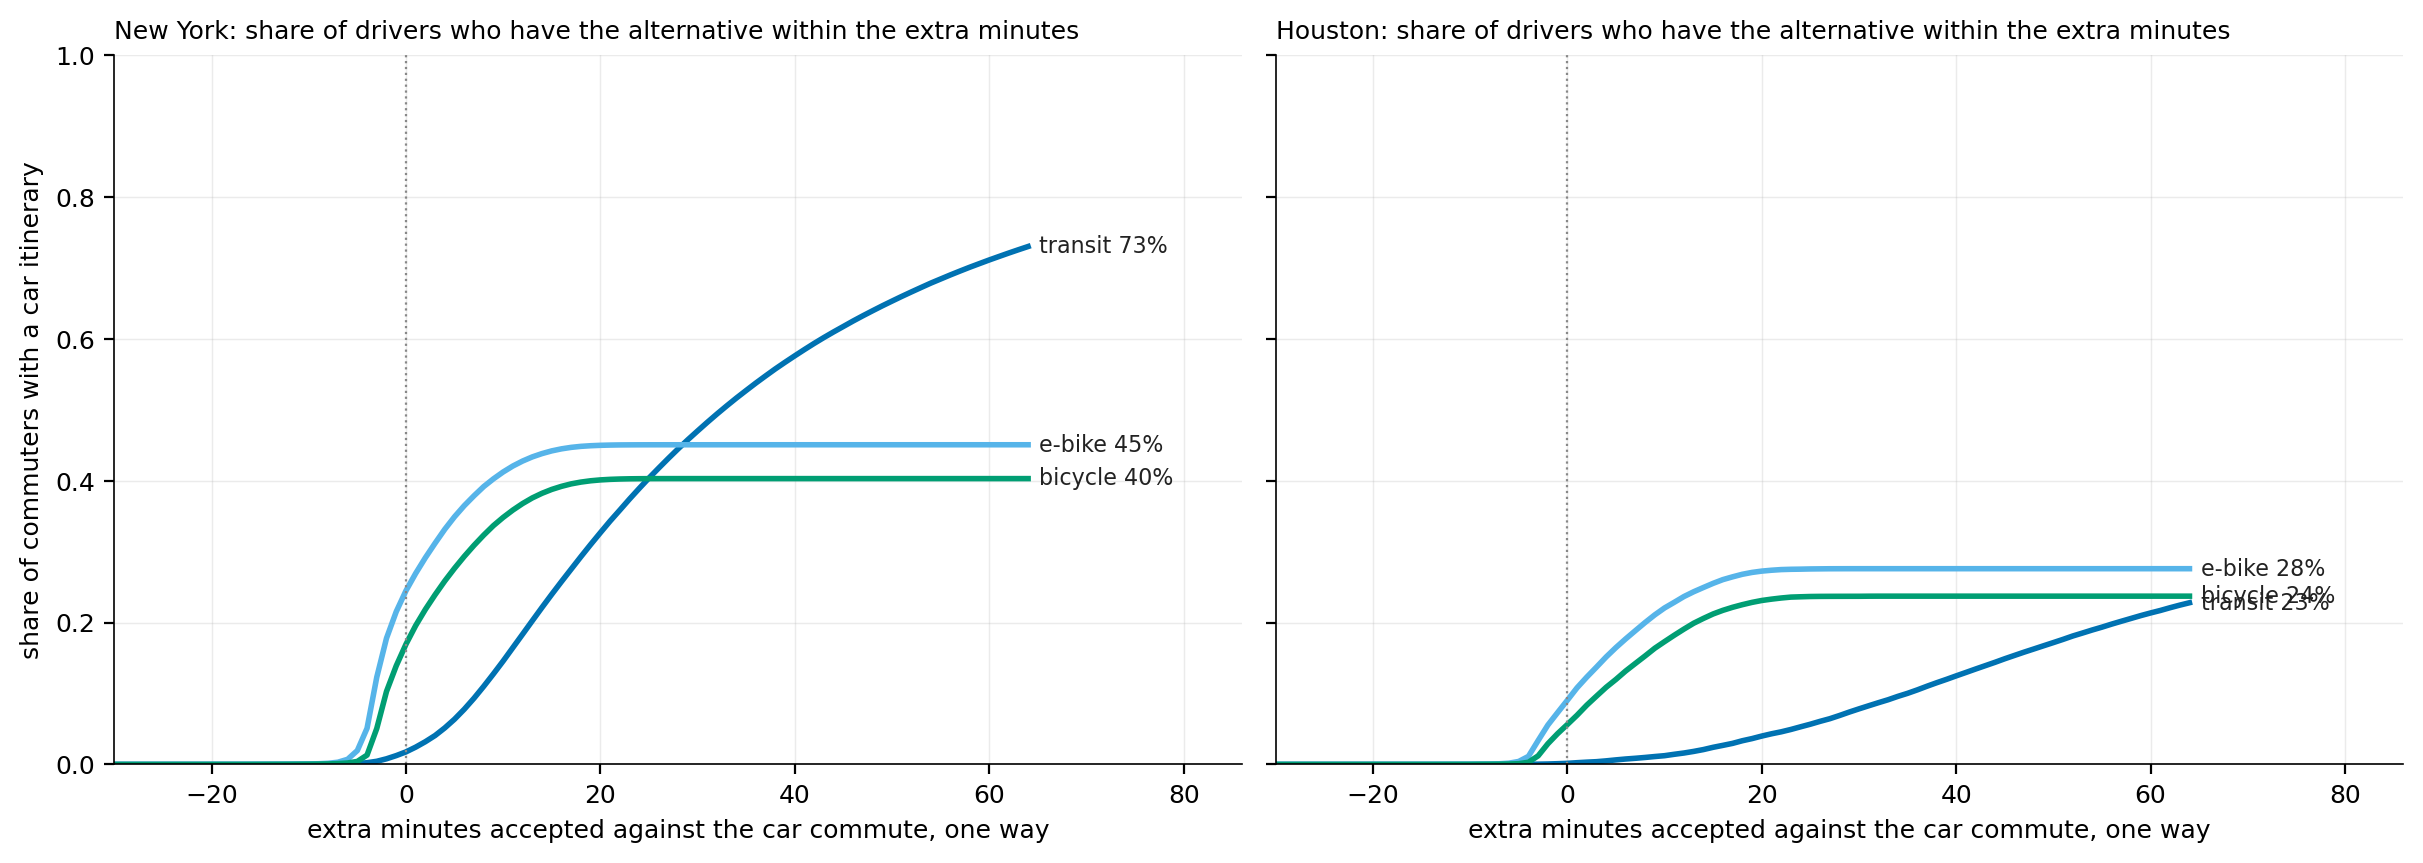 New York: share of drivers who have the alternative within the extra minutes
share of commuters with a car itinerary
1.0
0.8
0.6
0.4
0.2
0.0
transit 73%
e-bike 45%
bicycle 40%
−20
0
20
40
60
80
extra minutes accepted against the car commute, one way
Houston: share of drivers who have the alternative within the extra minutes
e-bike 28%
bicycle 24%
transit 23%
−20
0
20
40
60
80
extra minutes accepted against the car commute, one way